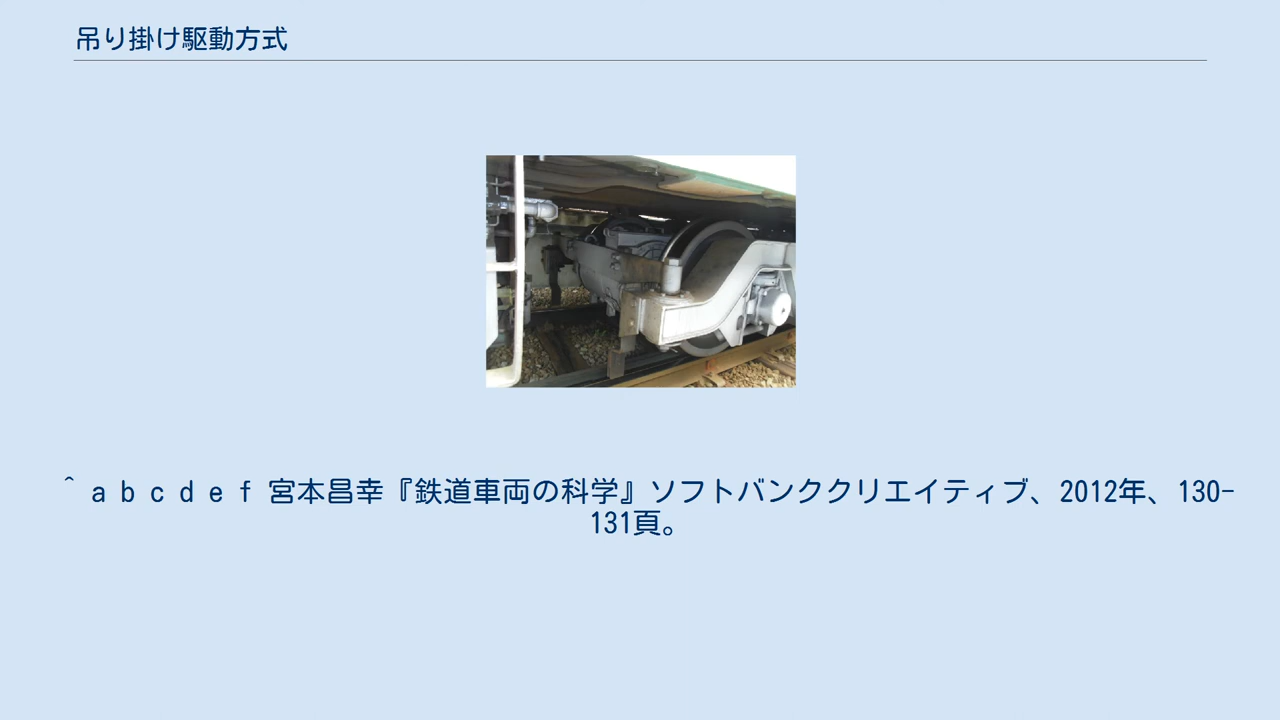 吊り掛け駆動方式
^ a b c d e f 宮本昌幸『鉄道車両の科学』ソフトバンククリエイティブ、2012年、130-
131頁。